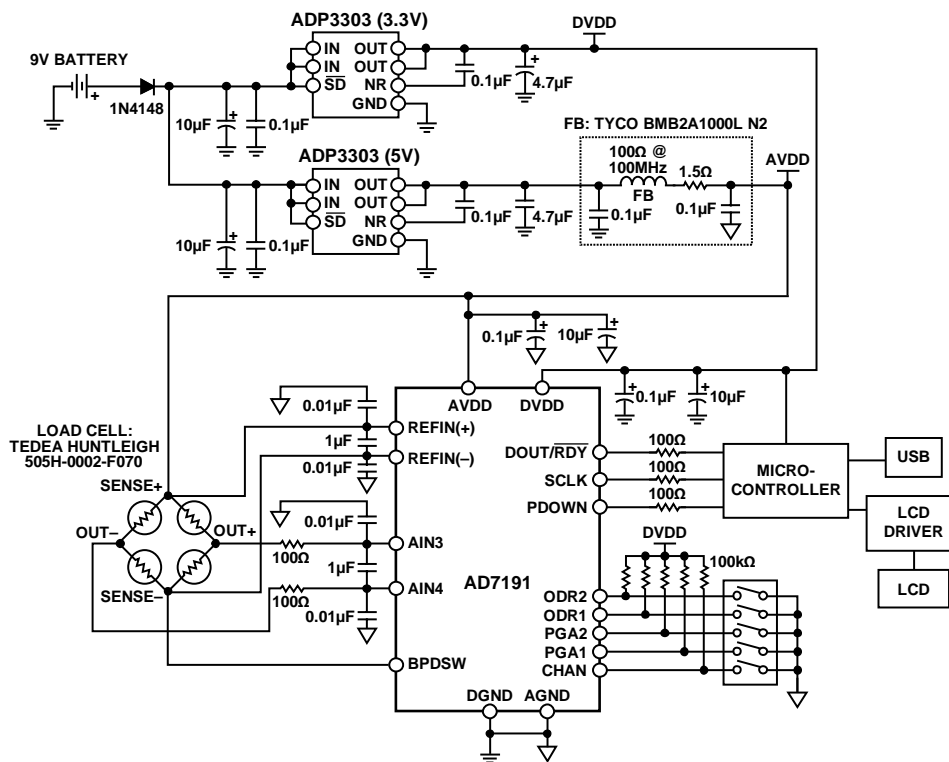 ADP3303 (3.3V)
DVDD
9V BATTERY
+
1N4148
IN
IN
SD
OUT
OUT
NR
GND
10µF
+
0.1µF
0.1µF
+
4.7µF
FB: TYCO BMB2A1000L N2
100Ω @
100MHz
FB
1.5Ω
AVDD
0.1µF
0.1µF
ADP3303 (5V)
IN
IN
SD
OUT
OUT
NR
GND
10µF
+
0.1µF
0.1µF
4.7µF
0.1µF
+
10µF
+
+
0.1µF
+
10µF
AVDD
DVDD
0.01µF
1µF
0.01µF
REFIN(+)
REFIN(–)
LOAD CELL:
TEDEA HUNTLEIGH
505H-0002-F070
SENSE+
OUT–
OUT+
SENSE–
0.01µF
100Ω
1µF
100Ω
0.01µF
AIN3
AIN4
BPDSW
AD7191
DOUT/RDY
SCLK
PDOWN
100Ω
100Ω
100Ω
MICRO-
CONTROLLER
USB
LCD
DRIVER
LCD
DVDD
100kΩ
ODR2
ODR1
PGA2
PGA1
CHAN
DGND
AGND